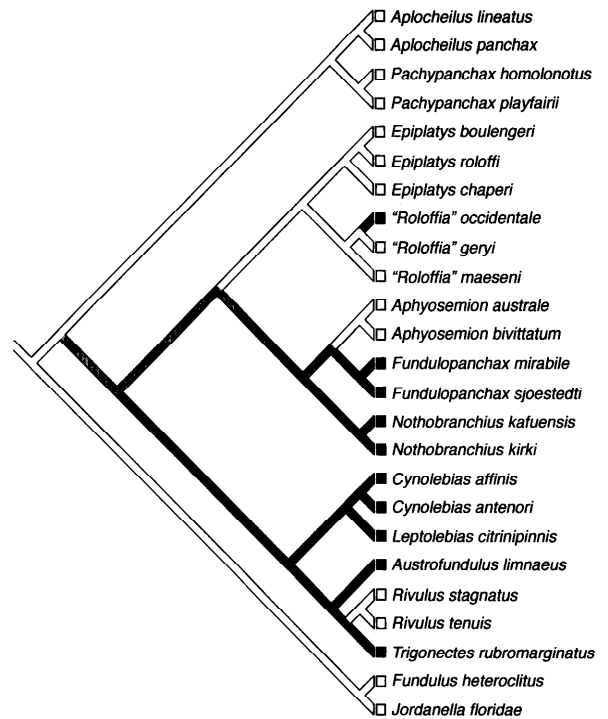 Aplocheilus lineatus
Aplocheilus panchax
Pachypanchax homolonotus
Pachypanchax playfairii
Epiplatys boulengeri
Epiplatys roloffi
Epiplatys chaperi
"Roloffia" occidentale
"Roloffia" geryi
"Roloffia" maeseni
Aphyosemion australe
Aphyosemion bivittatum
Fundulopanchax mirabile
Fundulopanchax sjoestedti
Nothobranchius kafuensis
Nothobranchius kirki
Cynolebias affinis
Cynolebias antenori
Leptolebias citrinipinnis
Austrofundulus limnaeus
Rivulus stagnatus
Rivulus tenuis
Trigonectes rubromarginatus
Fundulus heteroclitus
Jordanella floridae